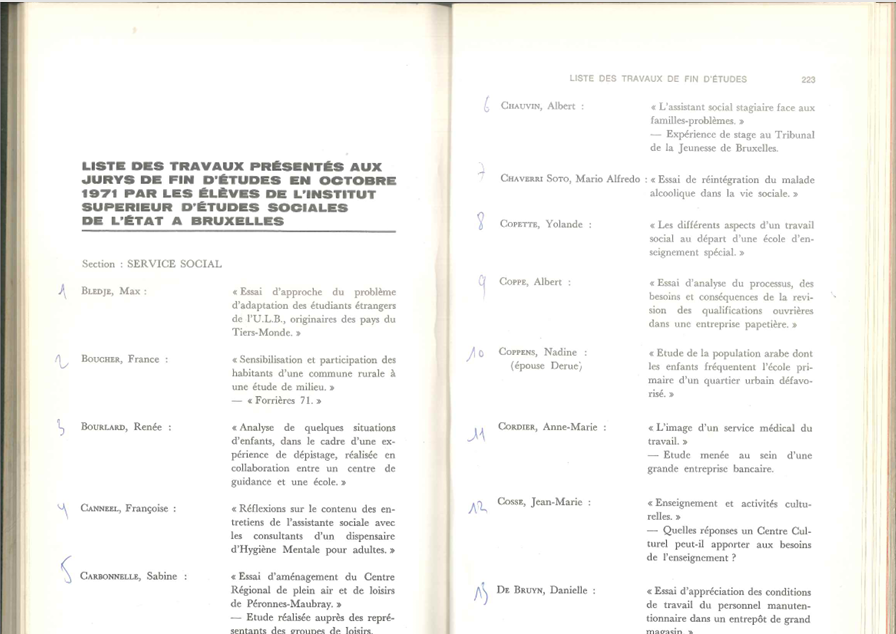 LISTE DES TRAVAUX PRÉSENTÉS AUX
JURYS DE FIN D'ÉTUDES EN OCTOBRE
1971 PAR LES ÉLÈVES DE L'INSTITUT
SUPERIEUR D'ÉTUDES SOCIALES
DE L'ÉTAT A BRUXELLES
Section : SERVICE SOCIAL
1 BLEDJE, Max : « Essai d'approche du problème
d'adaptation des étudiants étrangers
de l'U.L.B., originaires des pays du
Tiers-Monde. »
2 BOUCHER, France : « Sensibilisation et participation des
habitants d'une commune rurale à
une étude de milieu. »
— « Forrières 71. »
3 BOURLARD, Renée : « Analyse de quelques situations
d'enfants, dans le cadre d'une ex-
périence de dépistage, réalisée en
collaboration entre un centre de
guidance et une école. »
4 CANNEEL, Françoise : « Réflexions sur le contenu des en-
tretiens de l'assistante sociale avec
les consultants d'un dispensaire
d'Hygiène Mentale pour adultes. »
5 CARBONNELLE, Sabine : « Essai d'aménagement du Centre
Régional de plein air et de loisirs
de Péronnes-Maubray. »
— Etude réalisée auprès des repré-
sentants des groupes de loisirs.
LISTE DES TRAVAUX DE FIN D'ÉTUDES 223
6 CHAUVIN, Albert : « L'assistant social stagiaire face aux
familles-problèmes. »
— Expérience de stage au Tribunal
de la Jeunesse de Bruxelles.
7 CHAVERRI SOTO, Mario Alfredo : « Essai de réintégration du malade
alcoolique dans la vie sociale. »
8 COPETTE, Yolande : « Les différents aspects d'un travail
social au départ d'une école d'en-
seignement spécial. »
9 COPPE, Albert : « Essai d'analyse du processus, des
besoins et conséquences de la revi-
sion des qualifications ouvrières
dans une entreprise papetière. »
10 COPPENS, Nadine : « Etude de la population arabe dont
(épouse Derue) les enfants fréquentent l'école pri-
maire d'un quartier urbain défavo-
risé. »
11 CORDIER, Anne-Marie : « L'image d'un service médical du
travail. »
— Etude menée au sein d'une
grande entreprise bancaire.
12 COSSE, Jean-Marie : « Enseignement et activités cultu-
relles. »
— Quelles réponses un Centre Cul-
turel peut-il apporter aux besoins
de l'enseignement ?
13 DE BRUYN, Danielle : « Essai d'appréciation des conditions
de travail du personnel manuten-
tionnaire dans un entrepôt de grand
magasin. »